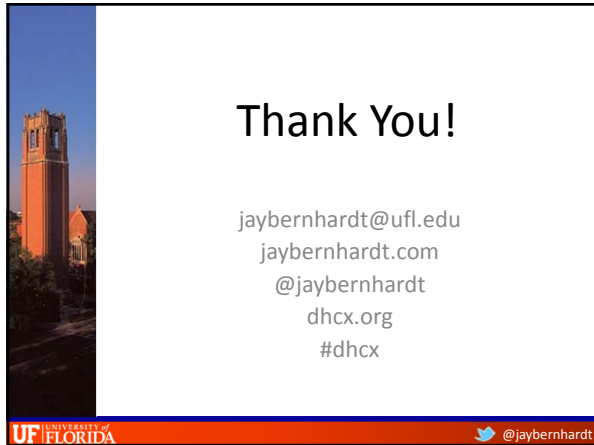 Thank You!
jaybernhardt@ufl.edu
jaybernhardt.com
@jaybernhardt
dhcx.org
#dhcx
UF UNIVERSITY of
FLORIDA
@jaybernhardt